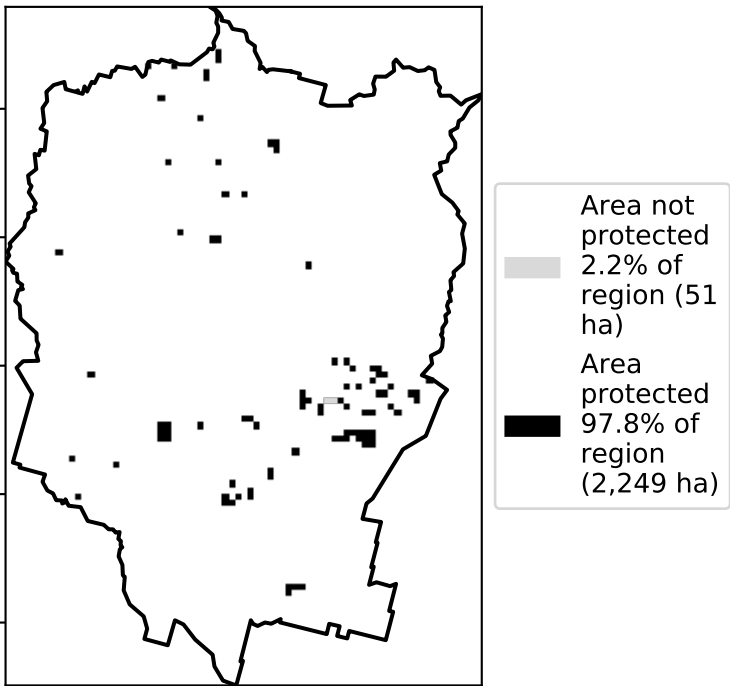 Area not
protected
2.2% of
region (51
ha)
Area
protected
97.8% of
region
(2,249 ha)